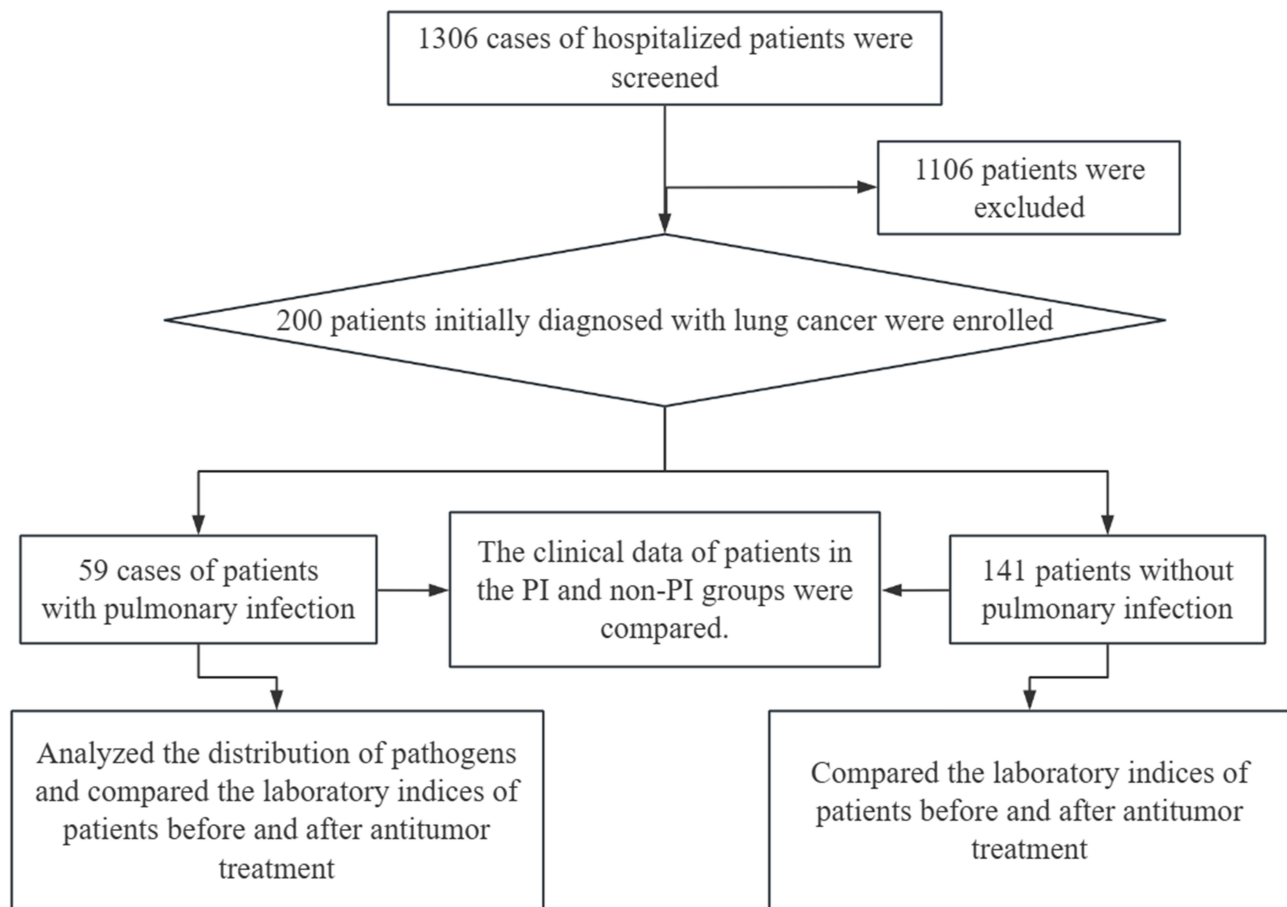 1306 cases of hospitalized patients were
screened
1106 patients were
excluded
200 patients initially diagnosed with lung cancer were enrolled
59 cases of patients
with pulmonary infection
The clinical data of patients in
the PI and non-PI groups were
compared.
141 patients without
pulmonary infection
Analyzed the distribution of pathogens
and compared the laboratory indices of
patients before and after antitumor
treatment
Compared the laboratory indices of
patients before and after antitumor
treatment